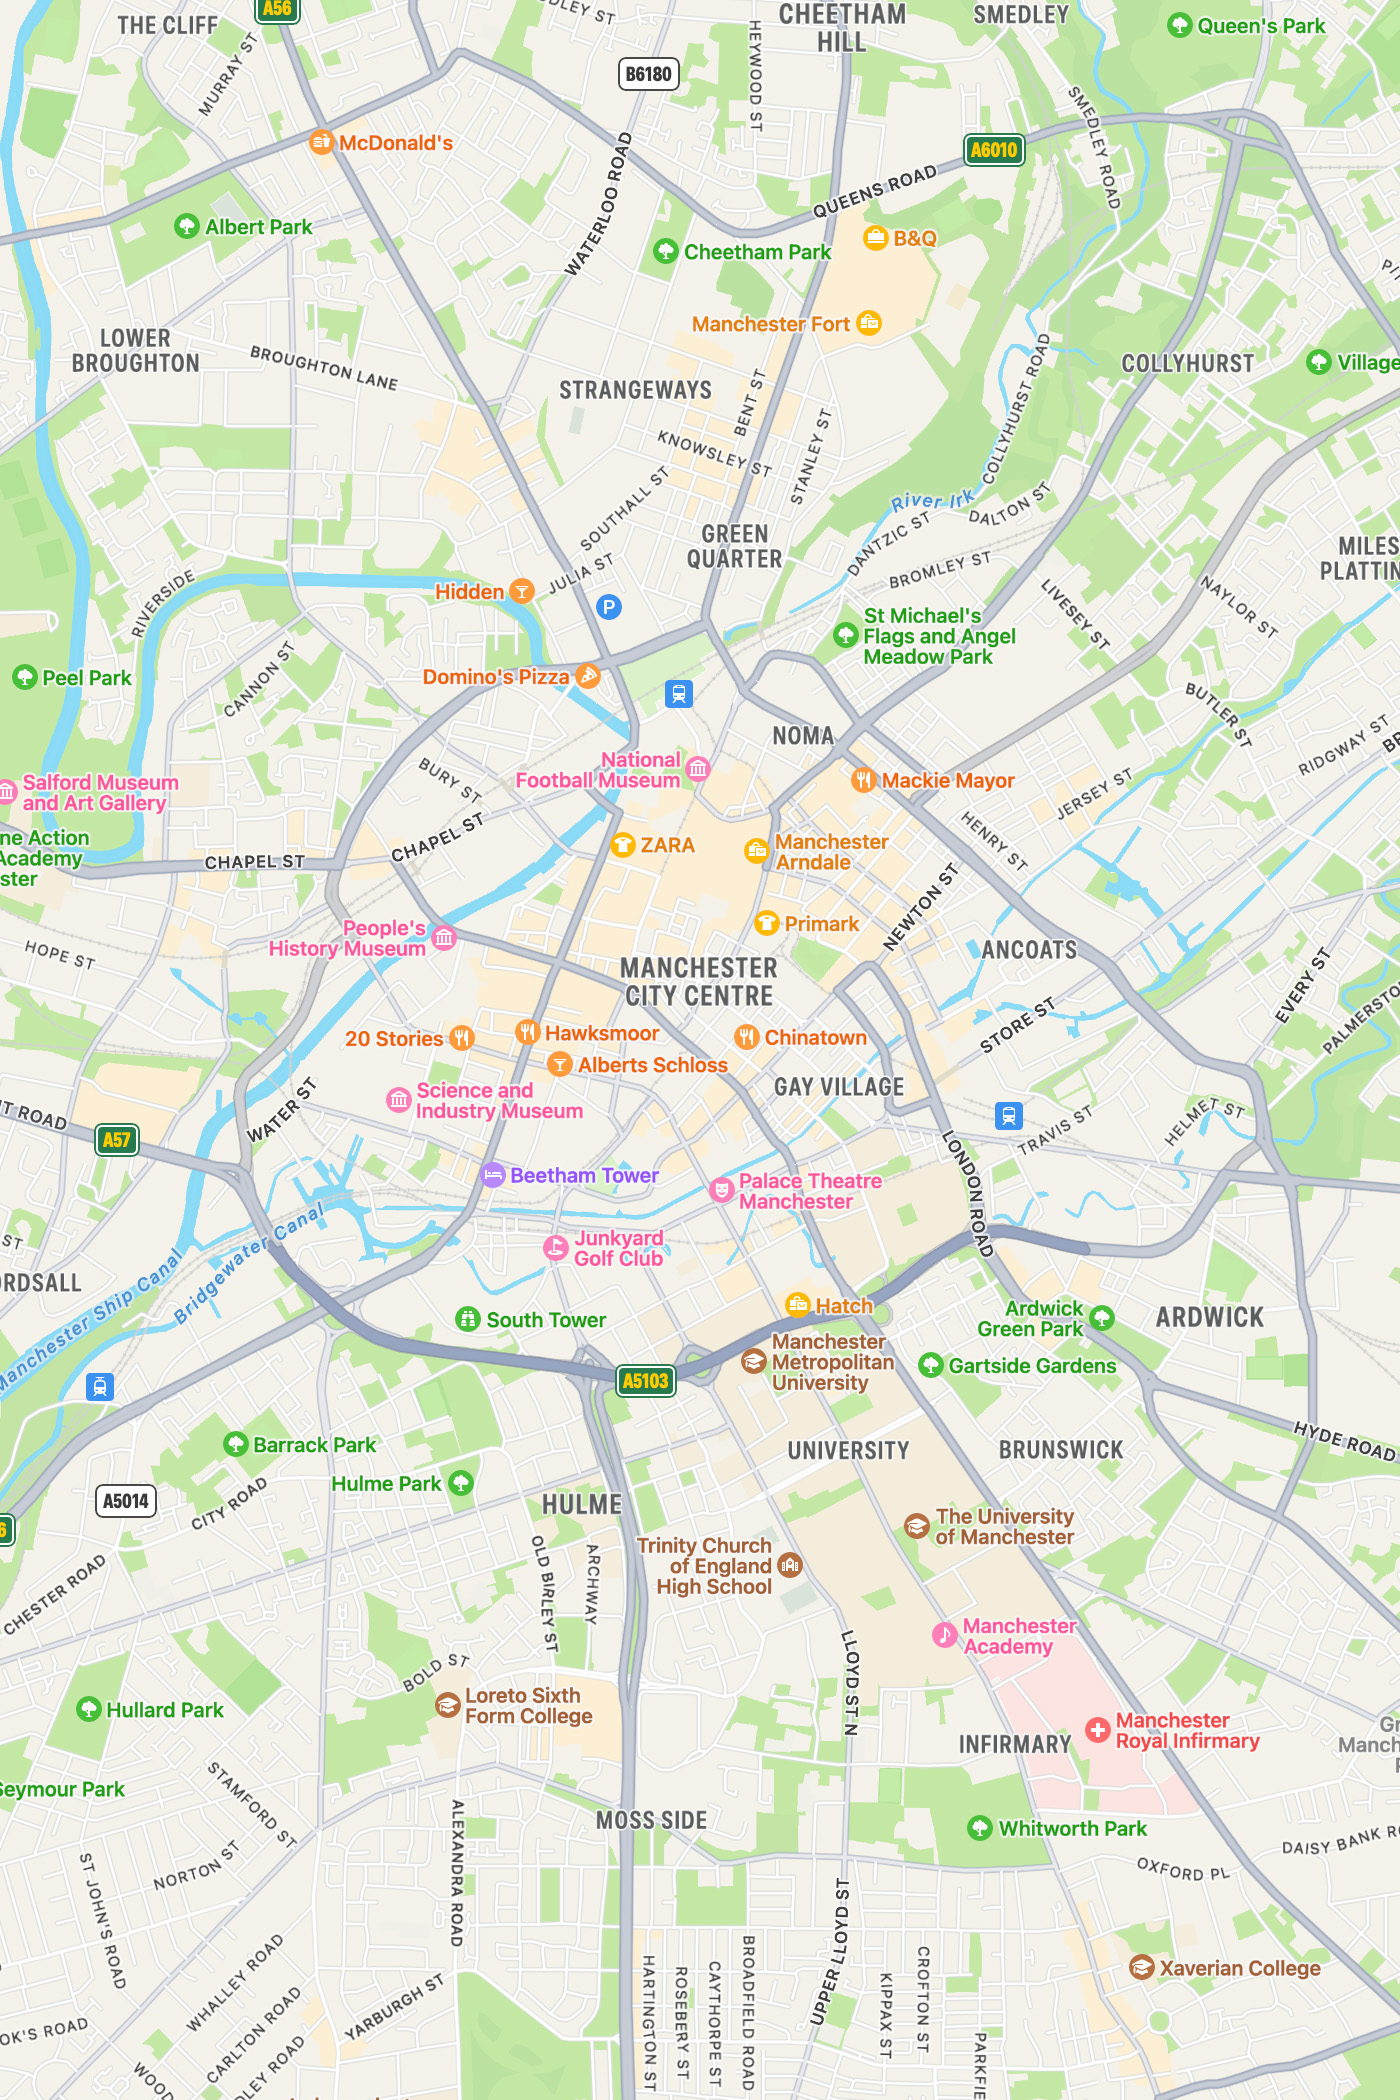 A56
THE CLIFF
MEDLEY ST
CHEETHAM
HILL
SMEDLEY
Queen's Park
MURRAY ST
B6180
HEYWOOD ST
SMEDLEY ROAD
McDonald's
A6010
WATERLOO ROAD
QUEENS ROAD
Albert Park
Cheetham Park
B&Q
LOWER
BROUGHTON
BROUGHTON LANE
Manchester Fort
COLLYHURST ROAD
COLLYHURST
Village
STRANGEWAYS
BENT ST
KNOWSLEY ST
STANLEY ST
SOUTHALL ST
River Irk
DALTON ST
DANTZIC ST
GREEN
QUARTER
MILES
PLATTIN
BROMLEY ST
JULIA ST
Hidden
P
RIVERSIDE
LIVESEY ST
NAYLOR ST
St Michael's
Flags and Angel
Meadow Park
Peel Park
CANNON ST
Domino's Pizza
BUTLER ST
NOMA
RIDGWAY ST
BR
National
Football Museum
Salford Museum
and Art Gallery
BURY ST
Mackie Mayor
JERSEY ST
ne Action
Academy
ster
CHAPEL ST
CHAPEL ST
ZARA
Manchester
Arndale
HENRY ST
NEWTON ST
People's
History Museum
Primark
HOPE ST
ANCOATS
EVERY ST
MANCHESTER
CITY CENTRE
PALMERSTO
STORE ST
20 Stories
Hawksmoor
Alberts Schloss
Chinatown
Science and
Industry Museum
GAY VILLAGE
T ROAD
A57
WATER ST
TRAVIS ST
HELMET ST
LONDON ROAD
Beetham Tower
Palace Theatre
Manchester
Bridgewater Canal
Manchester Ship Canal
ST
RDSALL
Junkyard
Golf Club
South Tower
Hatch
Ardwick
Green Park
ARDWICK
Manchester
Metropolitan
University
Gartside Gardens
A5103
HYDE ROAD
Barrack Park
UNIVERSITY
BRUNSWICK
Hulme Park
A5014
CITY ROAD
HULME
6
The University
of Manchester
OLD BIRLEY ST
ARCHWAY
Trinity Church
of England
High School
CHESTER ROAD
Manchester
Academy
BOLD ST
LLOYD ST N
Hullard Park
Loreto Sixth
Form College
Manchester
Royal Infirmary
INFIRMARY
Gr
Manch
Seymour Park
STAMFORD ST
MOSS SIDE
Whitworth Park
DAISY BANK RO
NORTON ST
ST JOHN'S ROAD
ALEXANDRA ROAD
OXFORD PL
UPPER LLOYD ST
WHALLEY ROAD
HARTINGTON ST
ROSEBERY ST
CAYTHORPE ST
BROADFIELD ROAD
KIPPAX ST
CROFTON ST
Xaverian College
YARBURGH ST
CARLTON ROAD
OK'S ROAD
DLEY ROAD
WOOD
PARKFIE